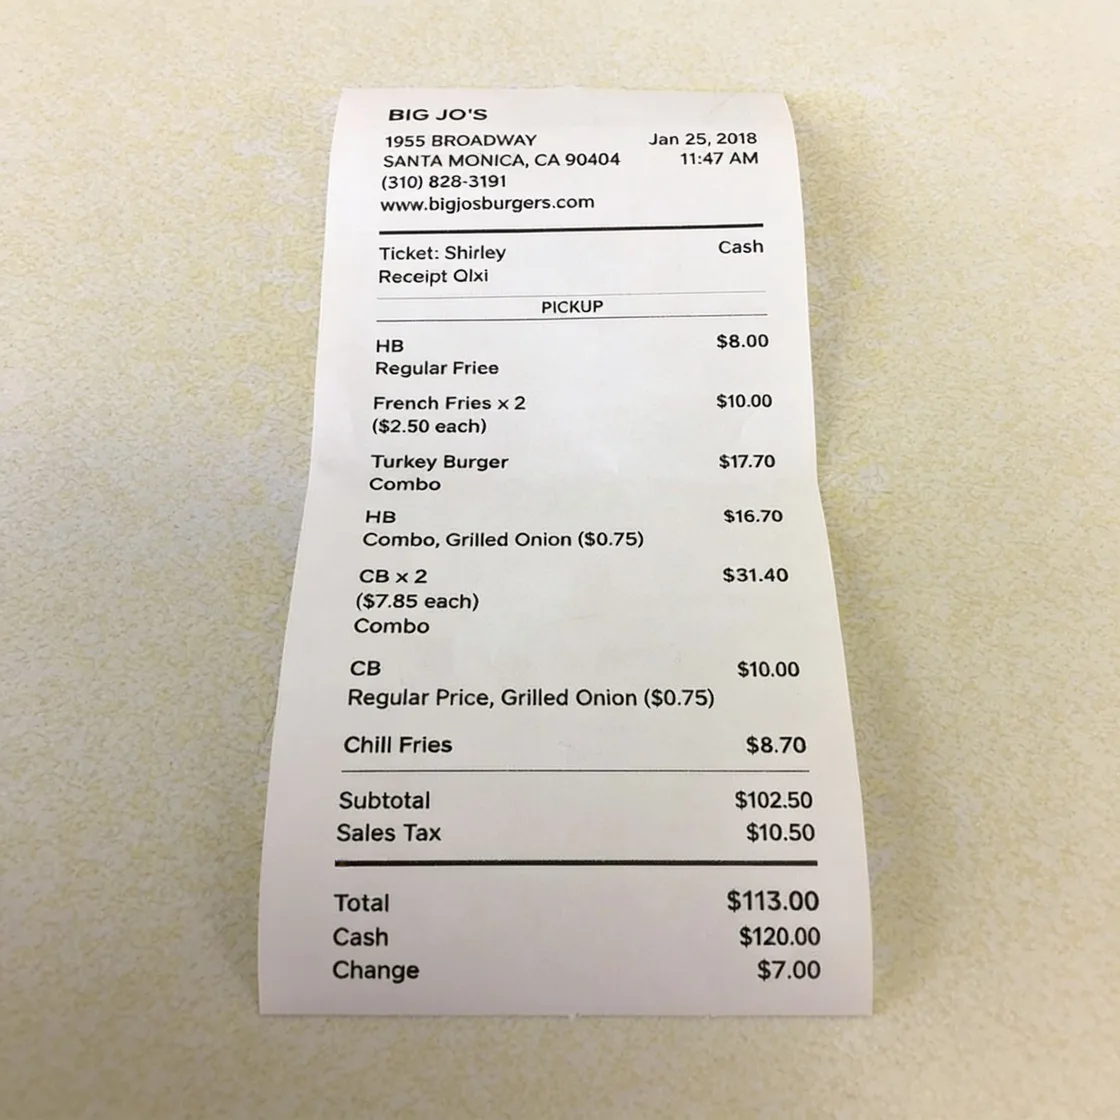 BIG JO'S
1955 BROADWAY
SANTA MONICA, CA 90404
(310) 828-3191
www.bigjosburgers.com
Jan 25, 2018
11:47 AM
Ticket: Shirley
Receipt Qlxi
Cash
PICKUP
HB $8.00
Regular Friee
French Fries x 2 $10.00
($2.50 each)
Turkey Burger $17.70
Combo
HB $16.70
Combo, Grilled Onion ($0.75)
CB x 2 $31.40
($7.85 each)
Combo
CB $10.00
Regular Price, Grilled Onion ($0.75)
Chill Fries $8.70
Subtotal $102.50
Sales Tax $10.50
Total $113.00
Cash $120.00
Change $7.00